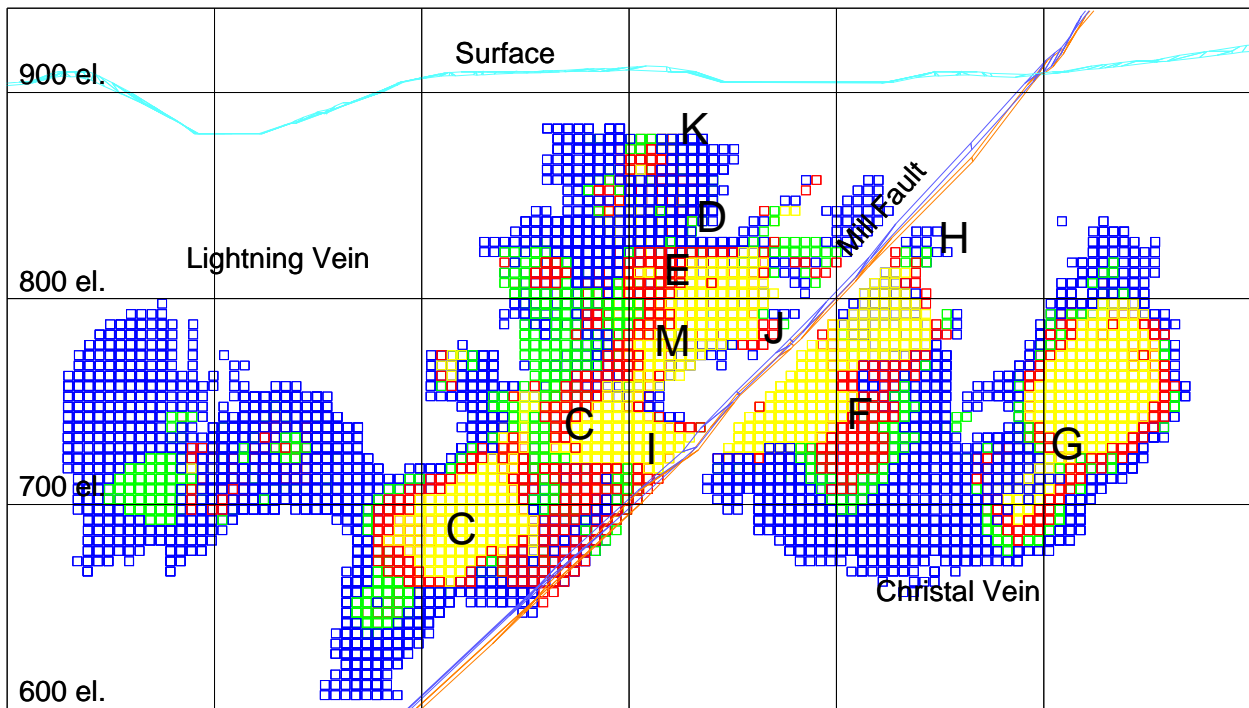 Surface
900 el.
K
Mill Fault
D
H
Lightning Vein
E
800 el.
J
M
F
C
G
I
700 el.
C
Christal Vein
600 el.